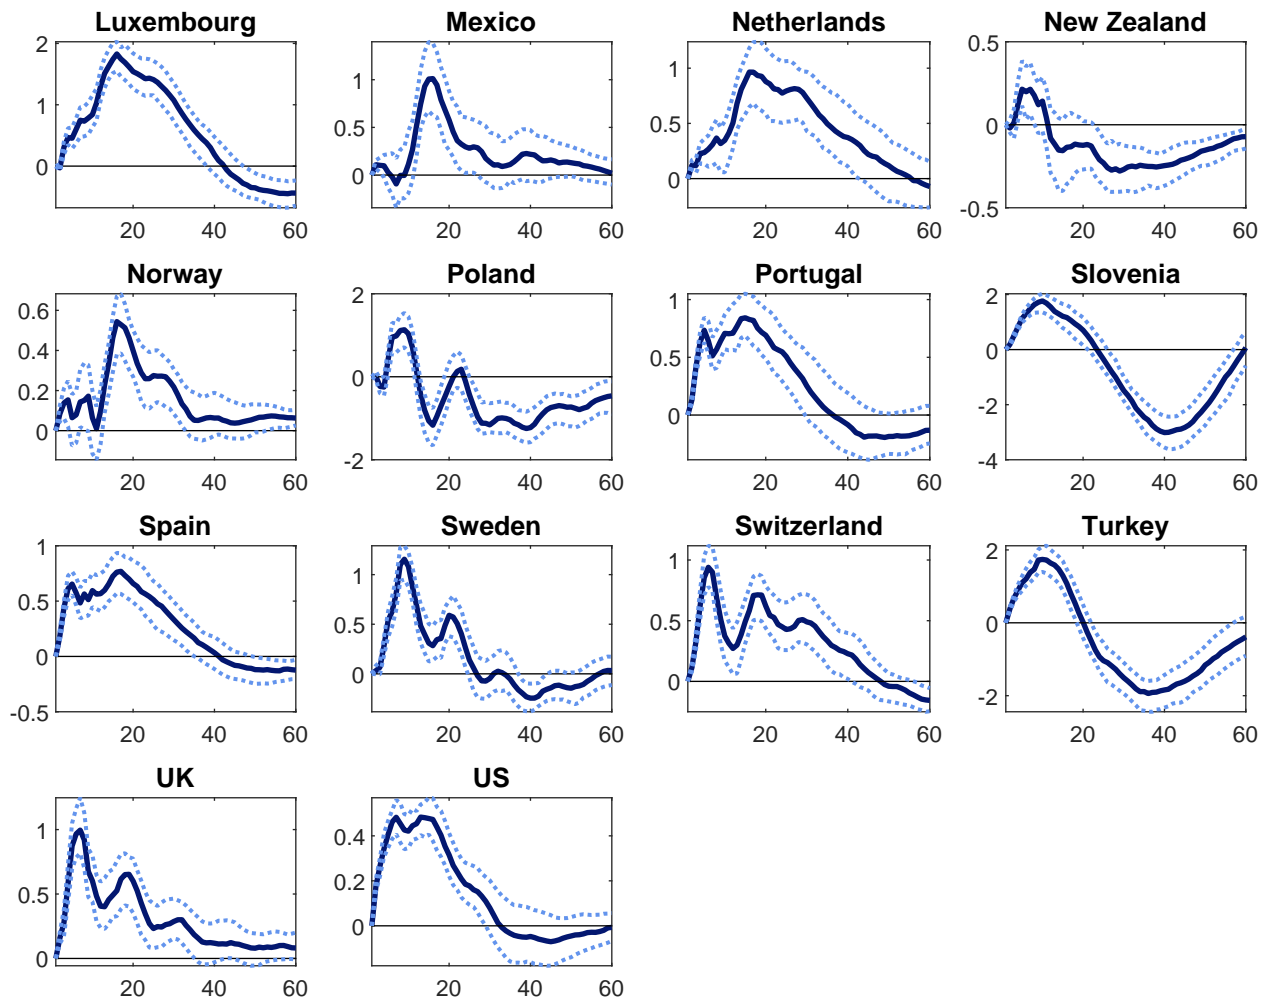 Luxembourg
2
1
0
20 40 60
Mexico
1
0.5
0
20 40 60
Netherlands
1
0.5
0
20 40 60
New Zealand
0.5
0
-0.5
20 40 60
Norway
0.6
0.4
0.2
0
20 40 60
Poland
2
0
-2
20 40 60
Portugal
1
0.5
0
20 40 60
Slovenia
2
0
-2
-4
20 40 60
Spain
1
0.5
0
-0.5
20 40 60
Sweden
1
0.5
0
20 40 60
Switzerland
1
0.5
0
20 40 60
Turkey
2
0
-2
20 40 60
UK
1
0.5
0
20 40 60
US
0.4
0.2
0
20 40 60